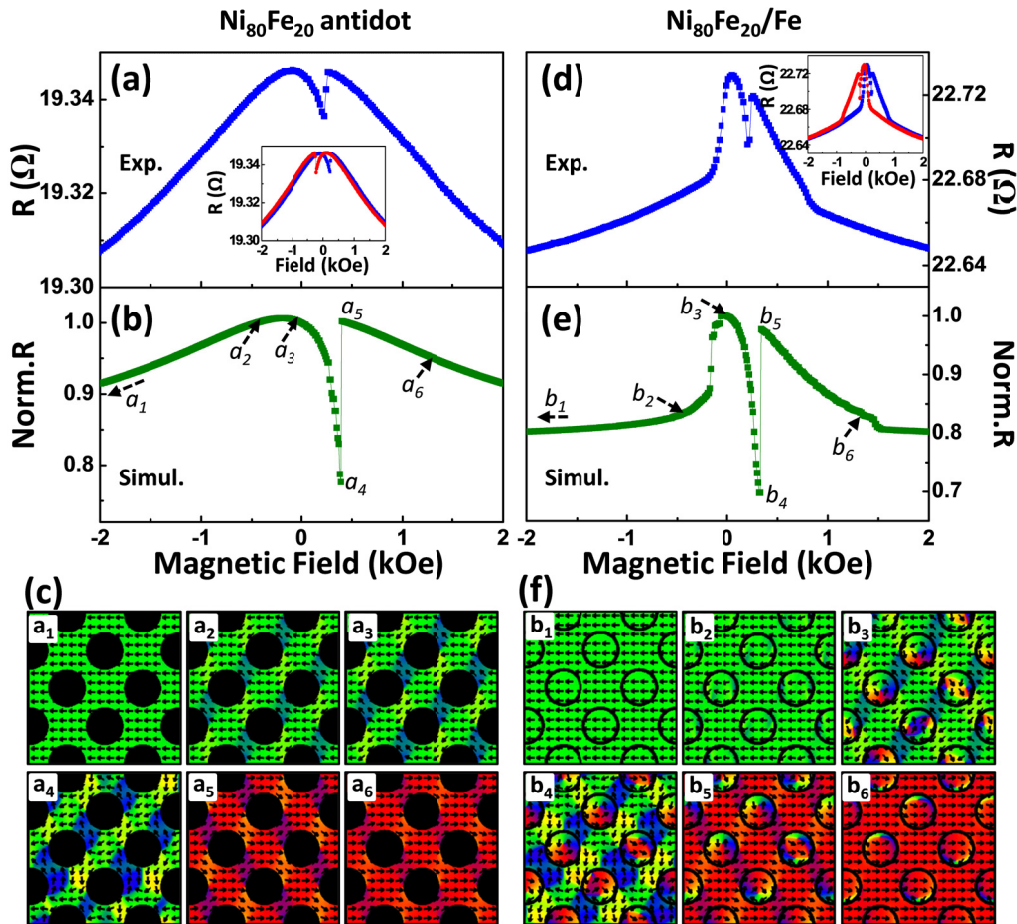 Ni80Fe20 antidot
Ni80Fe20/Fe
(a)
19.34
19.32
19.30
R (Ω)
Exp.
19.34
19.32
19.30
R (Ω)
-2 -1 0 1 2
Field (kOe)
(d)
22.72
22.68
22.64
R (Ω)
Exp.
22.72
22.68
22.64
R (Ω)
-2 -1 0 1 2
Field (kOe)
(b)
1.0
0.9
0.8
Norm.R
Simul.
a1
a2
a3
a4
a5
a6
-2 -1 0 1 2
Magnetic Field (kOe)
(e)
1.0
0.9
0.8
0.7
Norm.R
Simul.
b1
b2
b3
b4
b5
b6
-2 -1 0 1 2
Magnetic Field (kOe)
(c)
a1 a2 a3
a4 a5 a6
(f)
b1 b2 b3
b4 b5 b6